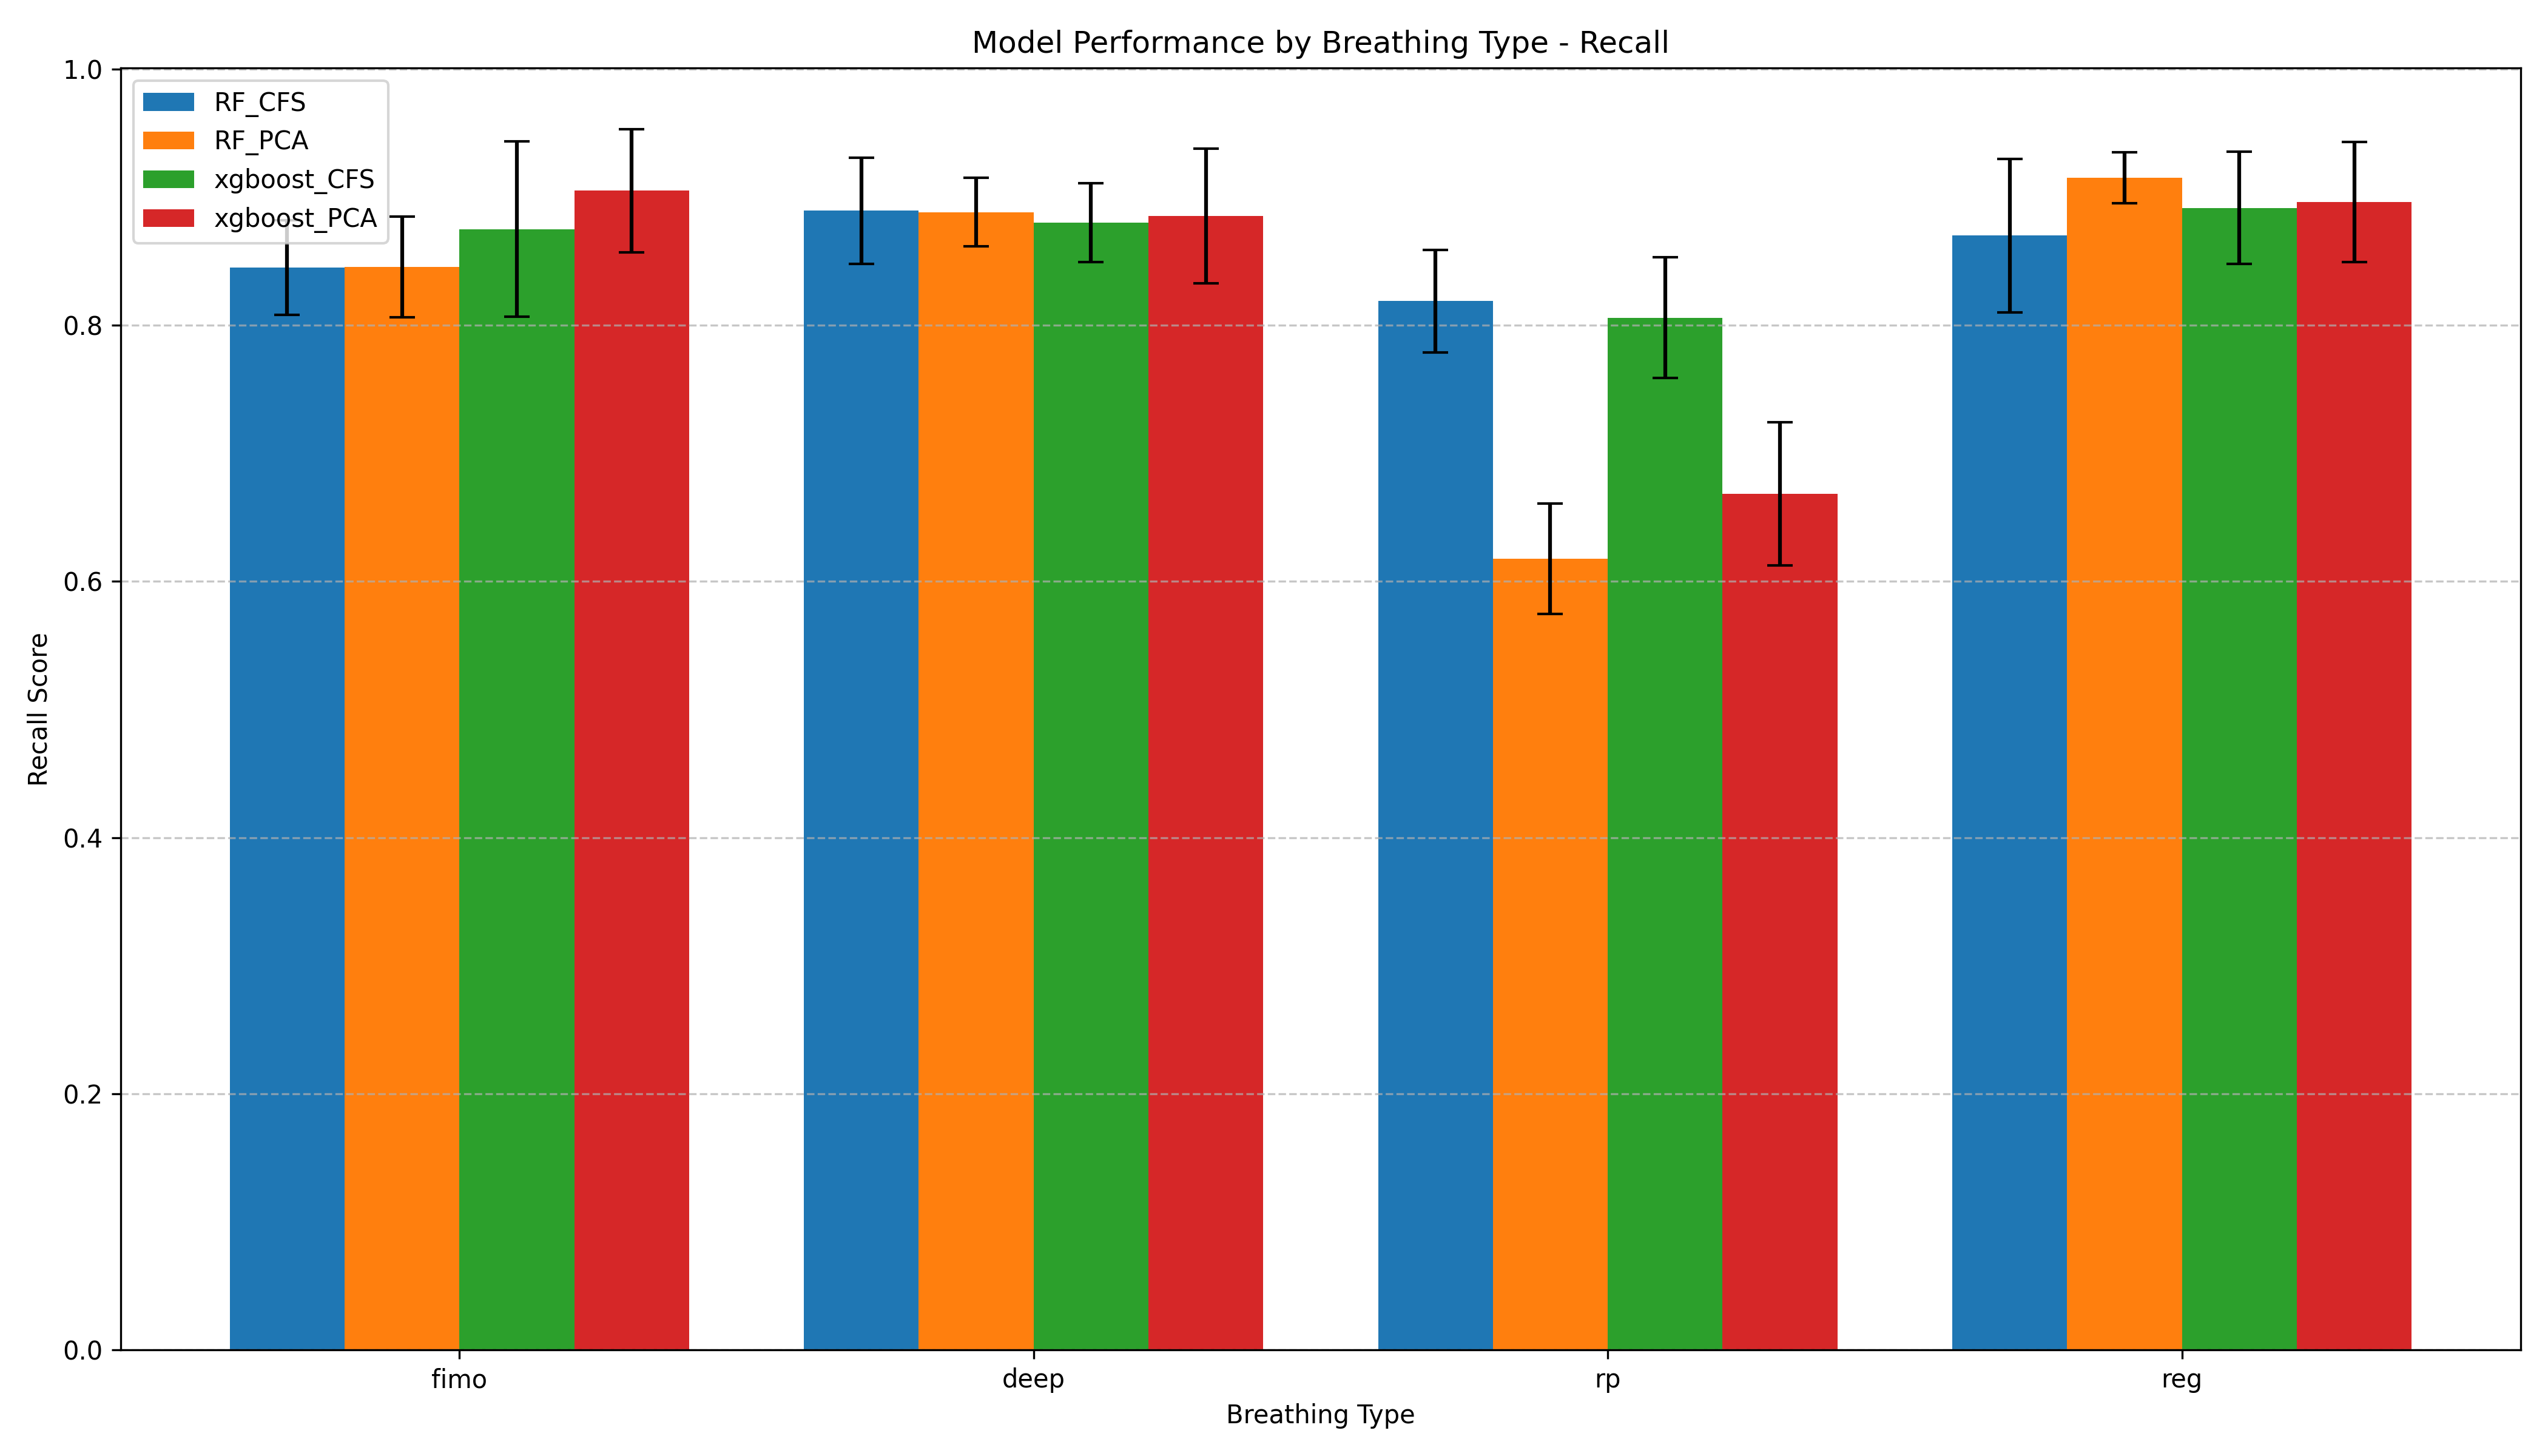 Model Performance by Breathing Type - Recall
1.0
0.8
0.6
0.4
0.2
0.0
Recall Score
RF_CFS
RF_PCA
xgboost_CFS
xgboost_PCA
fimo
deep
rp
reg
Breathing Type